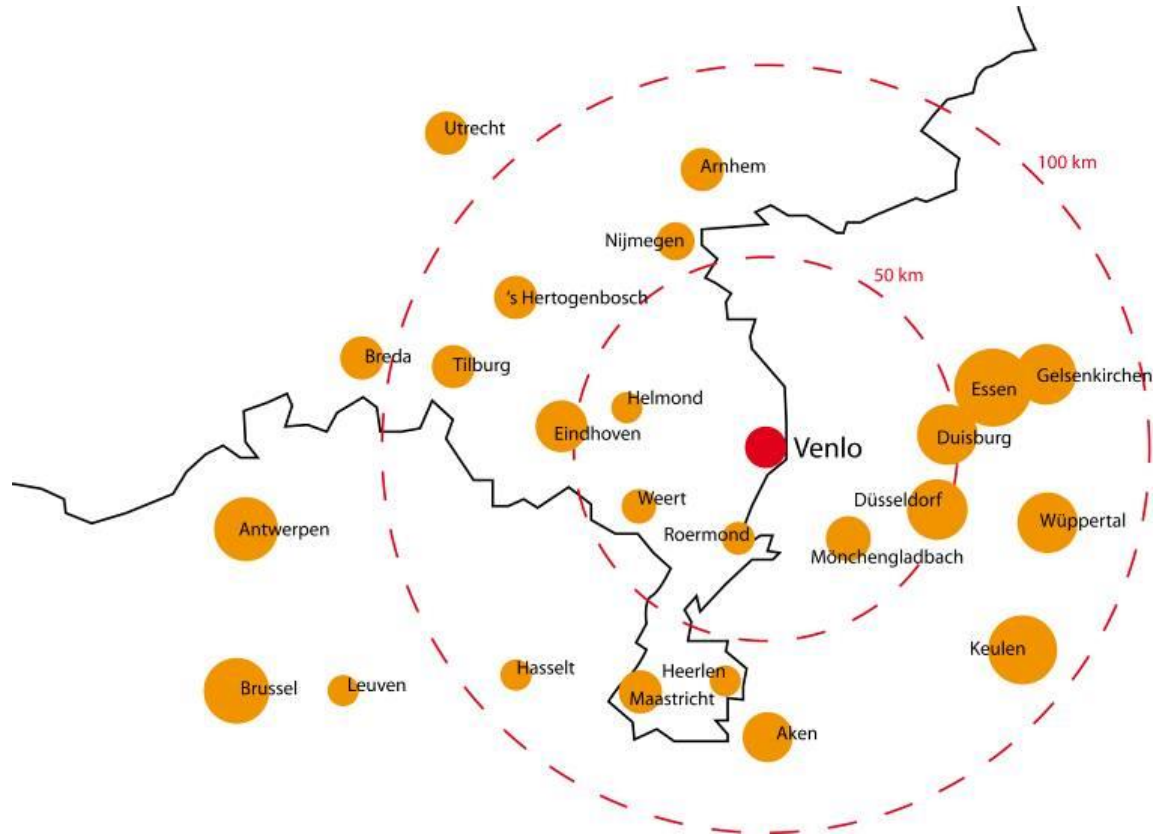 Utrecht
100 km
Arnhem
Nijmegen
50 km
's Hertogenbosch
Breda
Tilburg
Gelsenkirchen
Essen
Helmond
Eindhoven
Duisburg
Venlo
Weert
Düsseldorf
Antwerpen
Roermond
Wüppertal
Mönchengladbach
Keulen
Hasselt
Heerlen
Brussel
Leuven
Maastricht
Aken